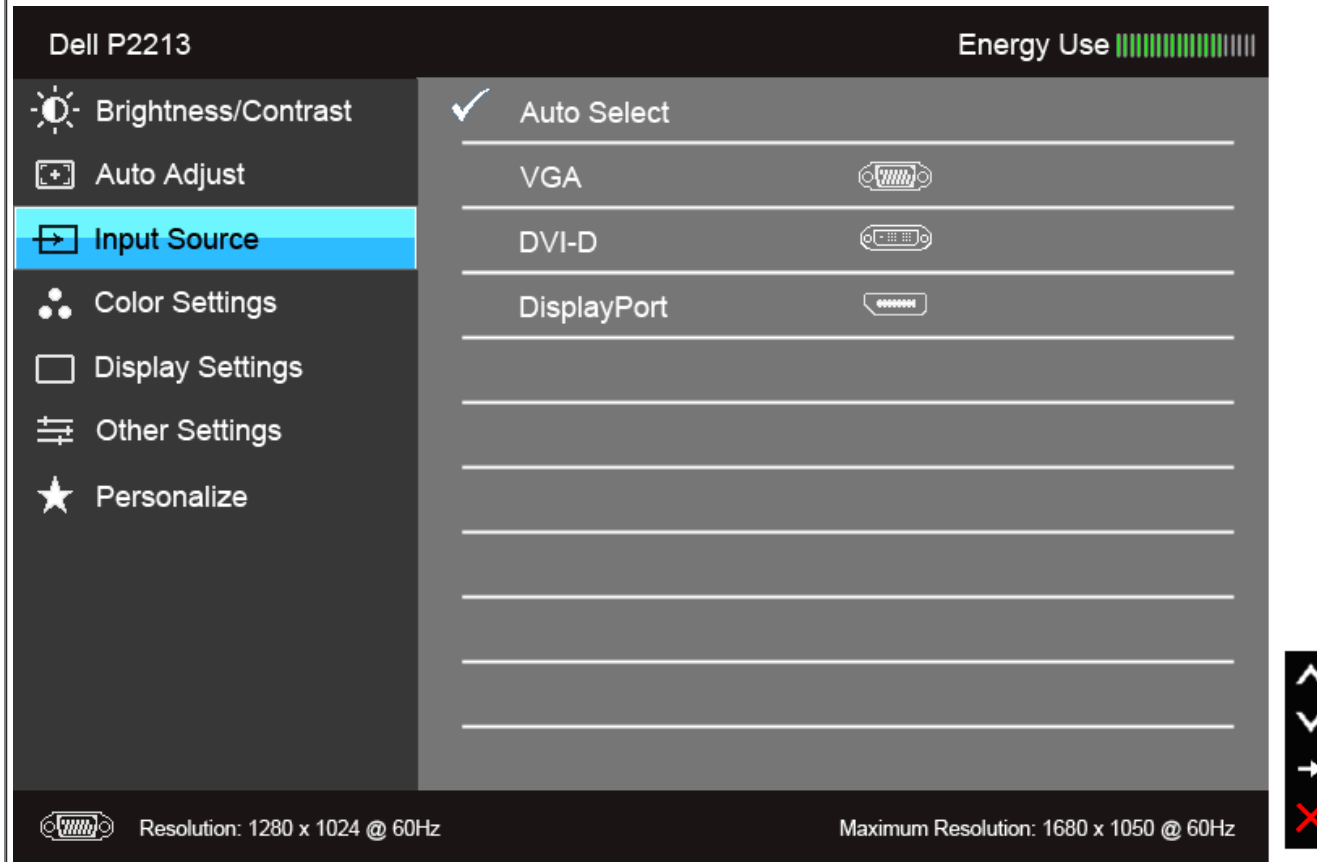 Dell P2213
Energy Use
Brightness/Contrast
Auto Adjust
Input Source
Color Settings
Display Settings
Other Settings
Personalize
Auto Select
VGA
DVI-D
DisplayPort
Resolution: 1280 x 1024 @ 60Hz
Maximum Resolution: 1680 x 1050 @ 60Hz